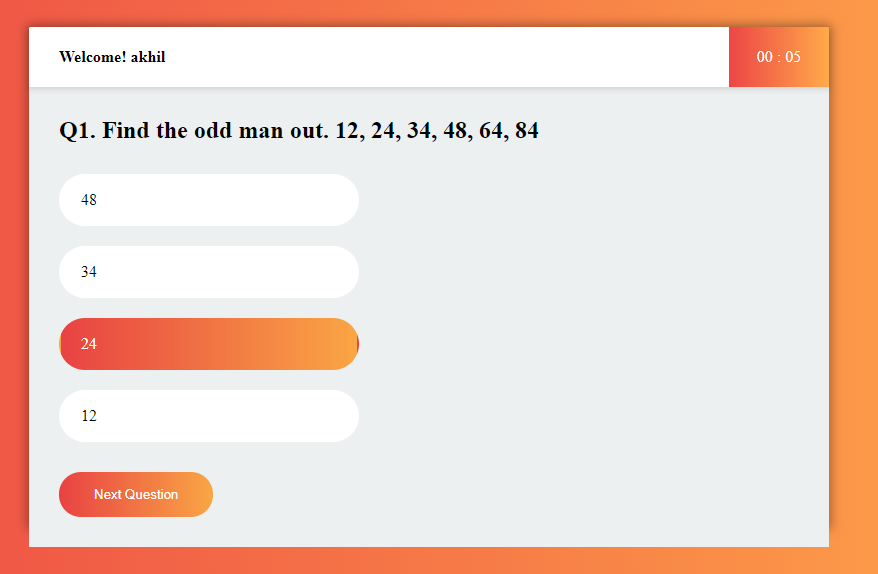 Welcome! akhil
00 : 05
Q1. Find the odd man out. 12, 24, 34, 48, 64, 84
48
34
24
12
Next Question